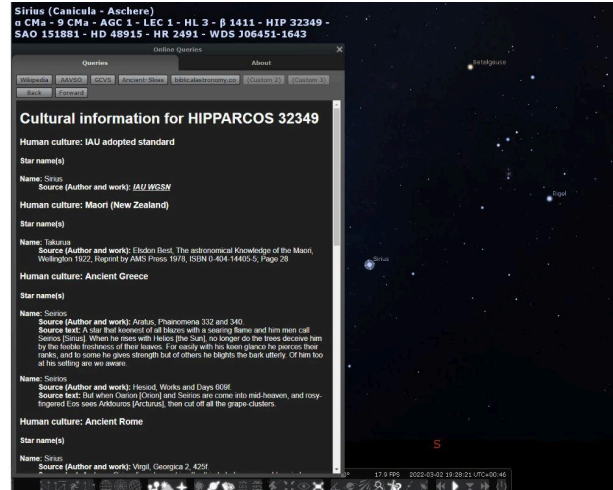 Sirius (Canicula - Aschere)
α CMa - 9 CMa - AGC 1 - LEC 1 - HL 3 - β 1411 - HIP 32349 -
SAO 151881 - HD 48915 - HR 2491 - WDS J06451-1643
Online Queries
Queries About
Wikipedia AAVSO GCVS Ancient-Skies biblicalastronomy.co (Custom 2) (Custom 3)
Back Forward
Cultural information for HIPPARCOS 32349
Human culture: IAU adopted standard
Star name(s)
Name: Sirius
Source (Author and work): IAU WGSN
Human culture: Maori (New Zealand)
Star name(s)
Name: Takurua
Source (Author and work): Elsdon Best, The astronomical Knowledge of the Maori,
Wellington 1922, Reprint by AMS Press 1978, ISBN 0-404-14405-5; Page 28
Human culture: Ancient Greece
Star name(s)
Name: Seirios
Source (Author and work): Aratus, Phainomena 332 and 340.
Source text: A star that keenest of all blazes with a searing flame and him men call
Seirios [Sirius]. When he rises with Helios [the Sun], no longer do the trees deceive him
by the feeble freshness of their leaves. For easily with his keen glance he pierces their
ranks, and to some he gives strength but of others he blights the bark utterly. Of him too
at his setting are we aware.
Name: Seirios
Source (Author and work): Hesiod, Works and Days 609f.
Source text: But when Oarion [Orion] and Seirios are come into mid-heaven, and rosy-
fingered Eos sees Arktouros [Arcturus], then cut off all the grape-clusters.
Human culture: Ancient Rome
Star name(s)
Name: Sirius
Source (Author and work): Virgil, Georgica 2, 425f.
Betelgeuse
Rigel
Sirius
S
17.9 FPS 2022-03-02 19:28:21 UTC+00:46